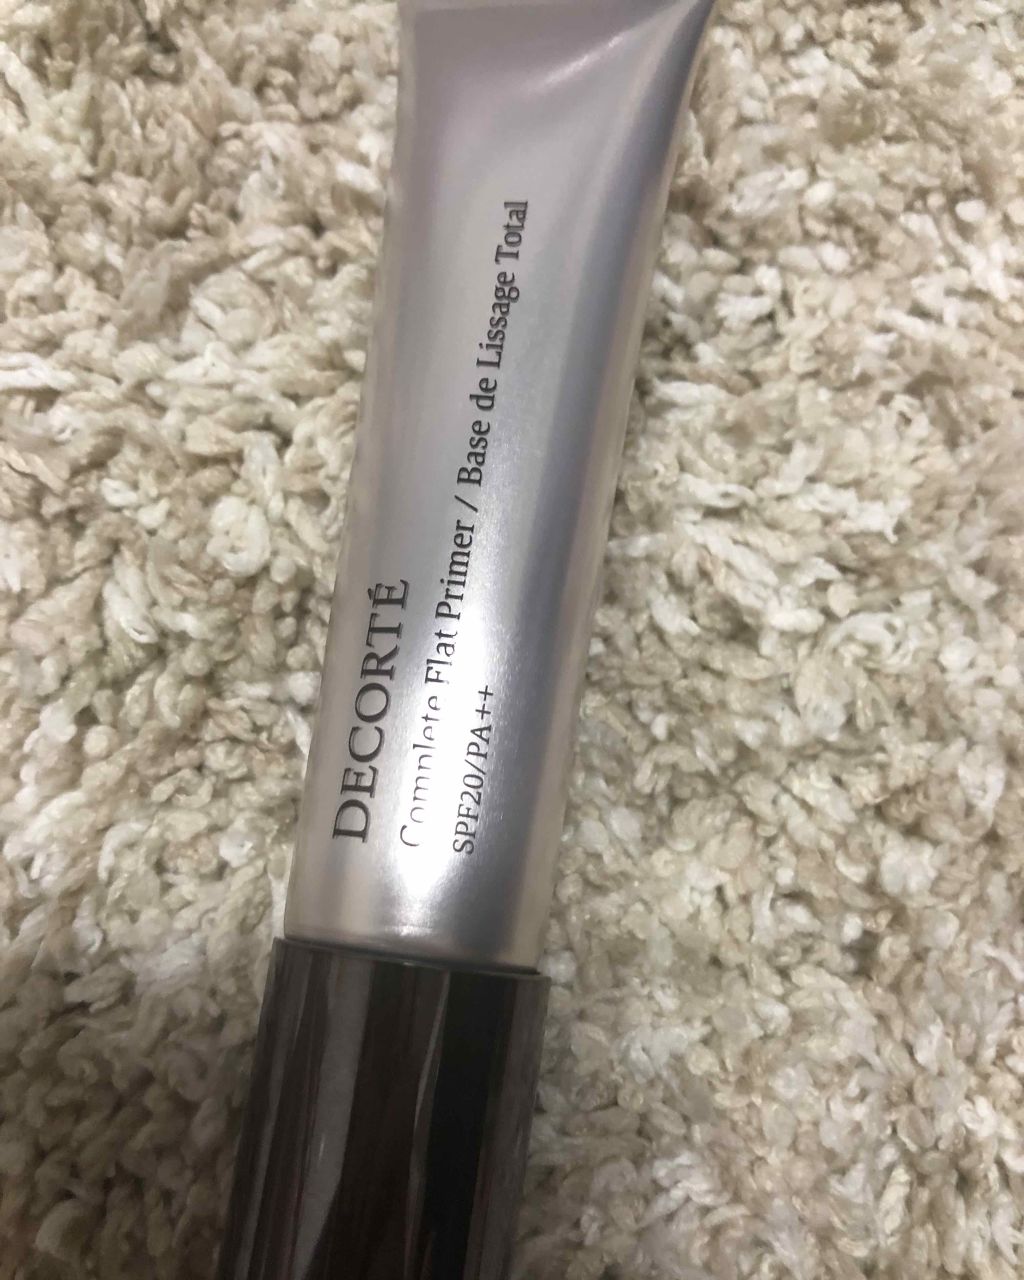 DECORTÉ
Complete Flat Primer / Base de Lissage Total
SPF20/PA++